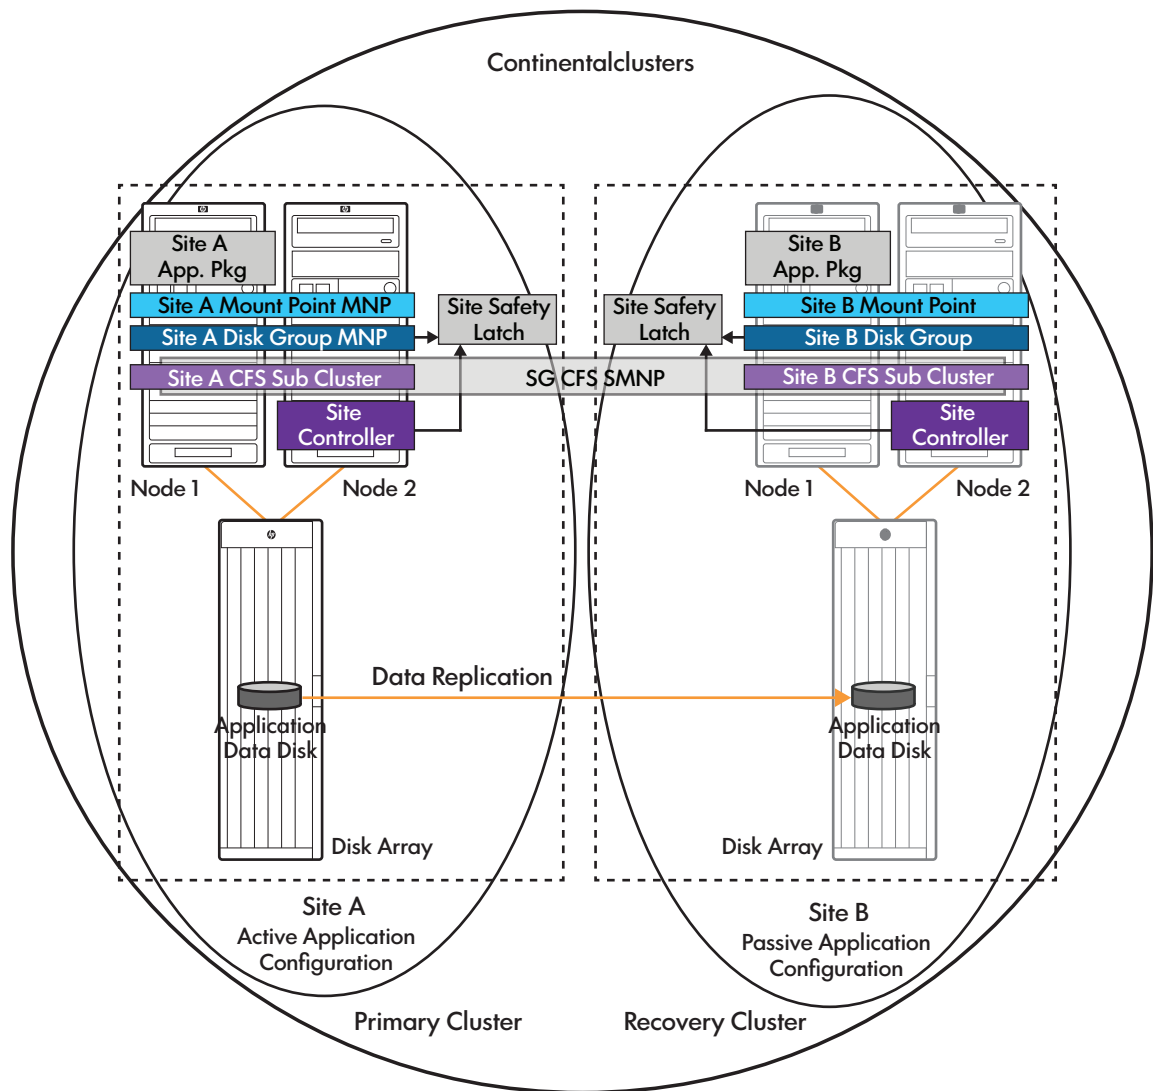 Continentalclusters
Site A
App. Pkg
Site A Mount Point MNP
Site A Disk Group MNP
Site A CFS Sub Cluster
Site
Controller
Site Safety
Latch
SG CFS SMNP
Site Safety
Latch
Site B
App. Pkg
Site B Mount Point
Site B Disk Group
Site B CFS Sub Cluster
Site
Controller
Node 1
Node 2
Node 1
Node 2
hp
hp
hp
Data Replication
Application
Data Disk
Application
Data Disk
Disk Array
Disk Array
Site A
Active Application
Configuration
Site B
Passive Application
Configuration
Primary Cluster
Recovery Cluster